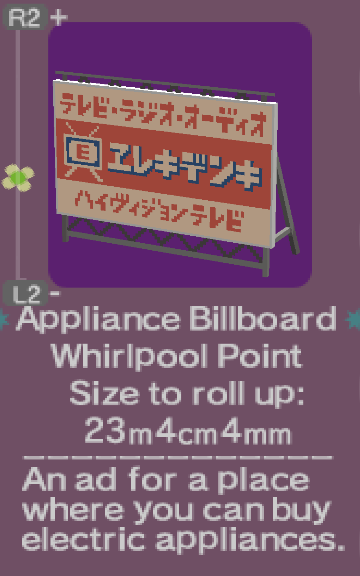 R2 +
テレビ・ラジオ・オーディオ
E ヱレキデンキ
ハイヴィジョンテレビ
L2 -
Appliance Billboard
Whirlpool Point
Size to roll up:
23m4cm4mm
An ad for a place
where you can buy
electric appliances.